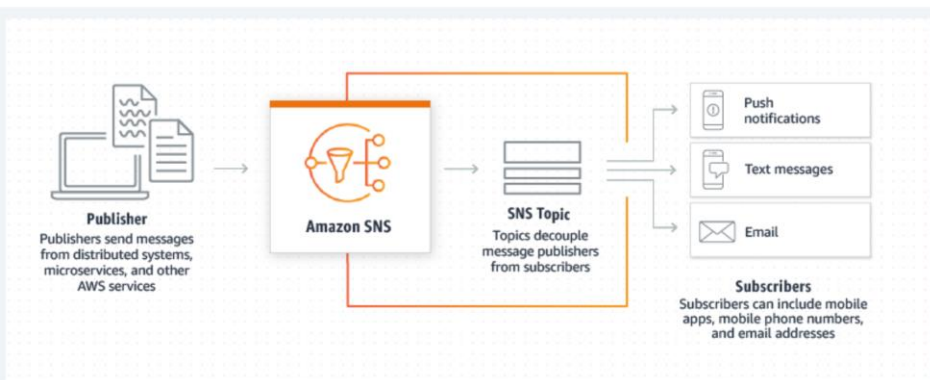 Publisher
Publishers send messages
from distributed systems,
microservices, and other
AWS services
Amazon SNS
SNS Topic
Topics decouple
message publishers
from subscribers
Push
notifications
Text messages
Email
Subscribers
Subscribers can include mobile
apps, mobile phone numbers,
and email addresses